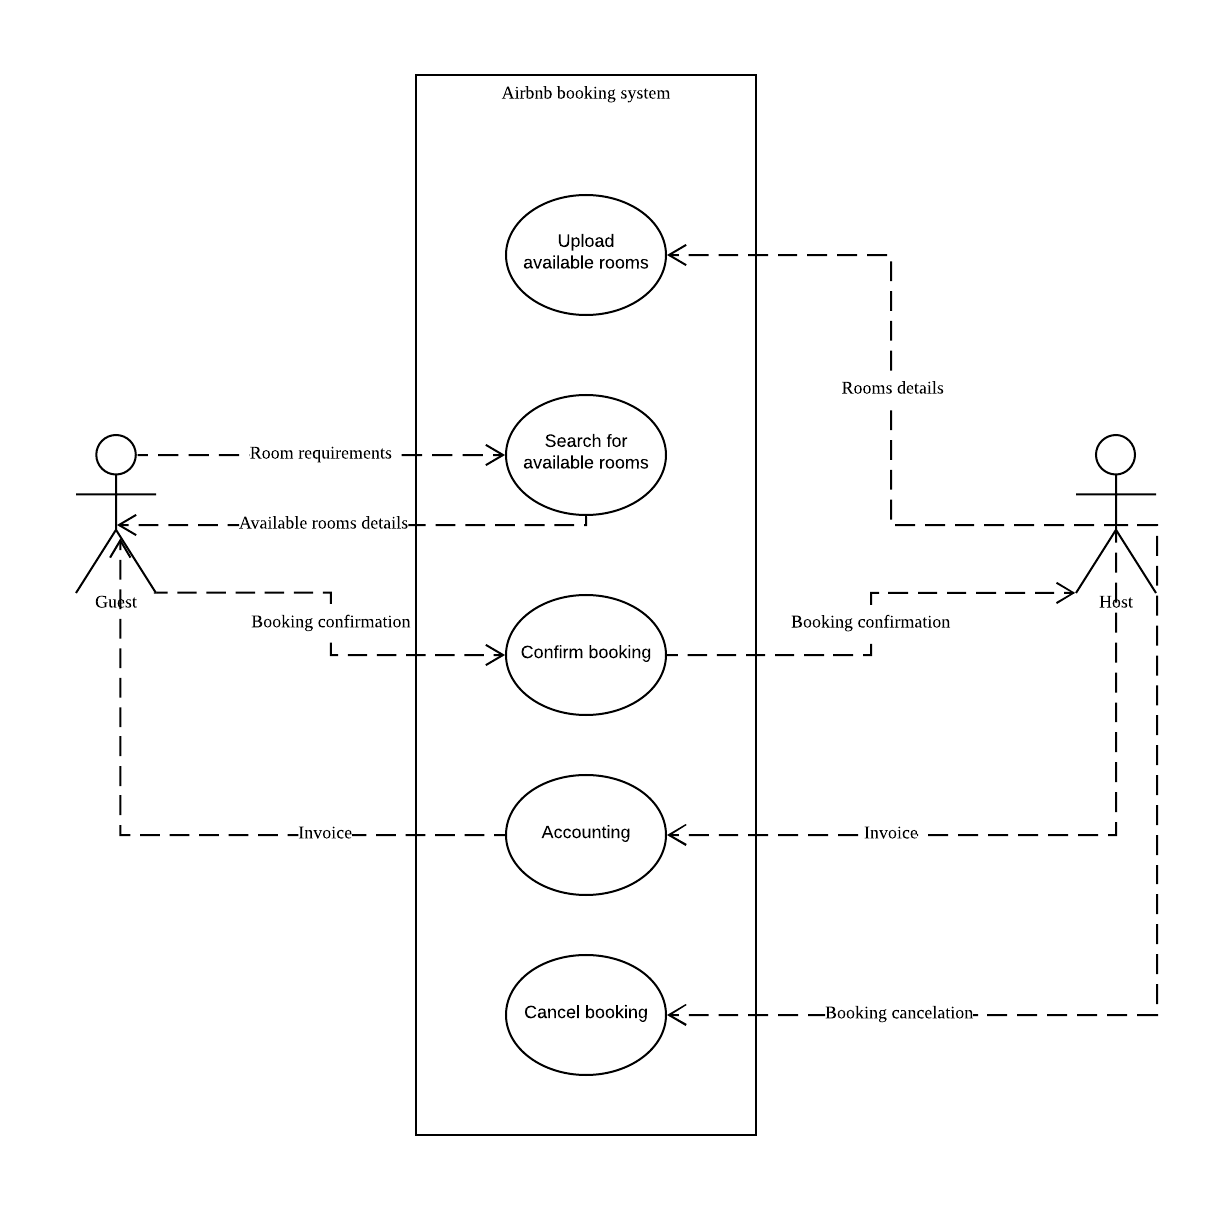 Airbnb booking system
Upload
available rooms
Rooms details
Search for
available rooms
Room requirements
Available rooms details
Guest
Host
Booking confirmation
Booking confirmation
Confirm booking
Invoice
Accounting
Invoice
Cancel booking
Booking cancelation